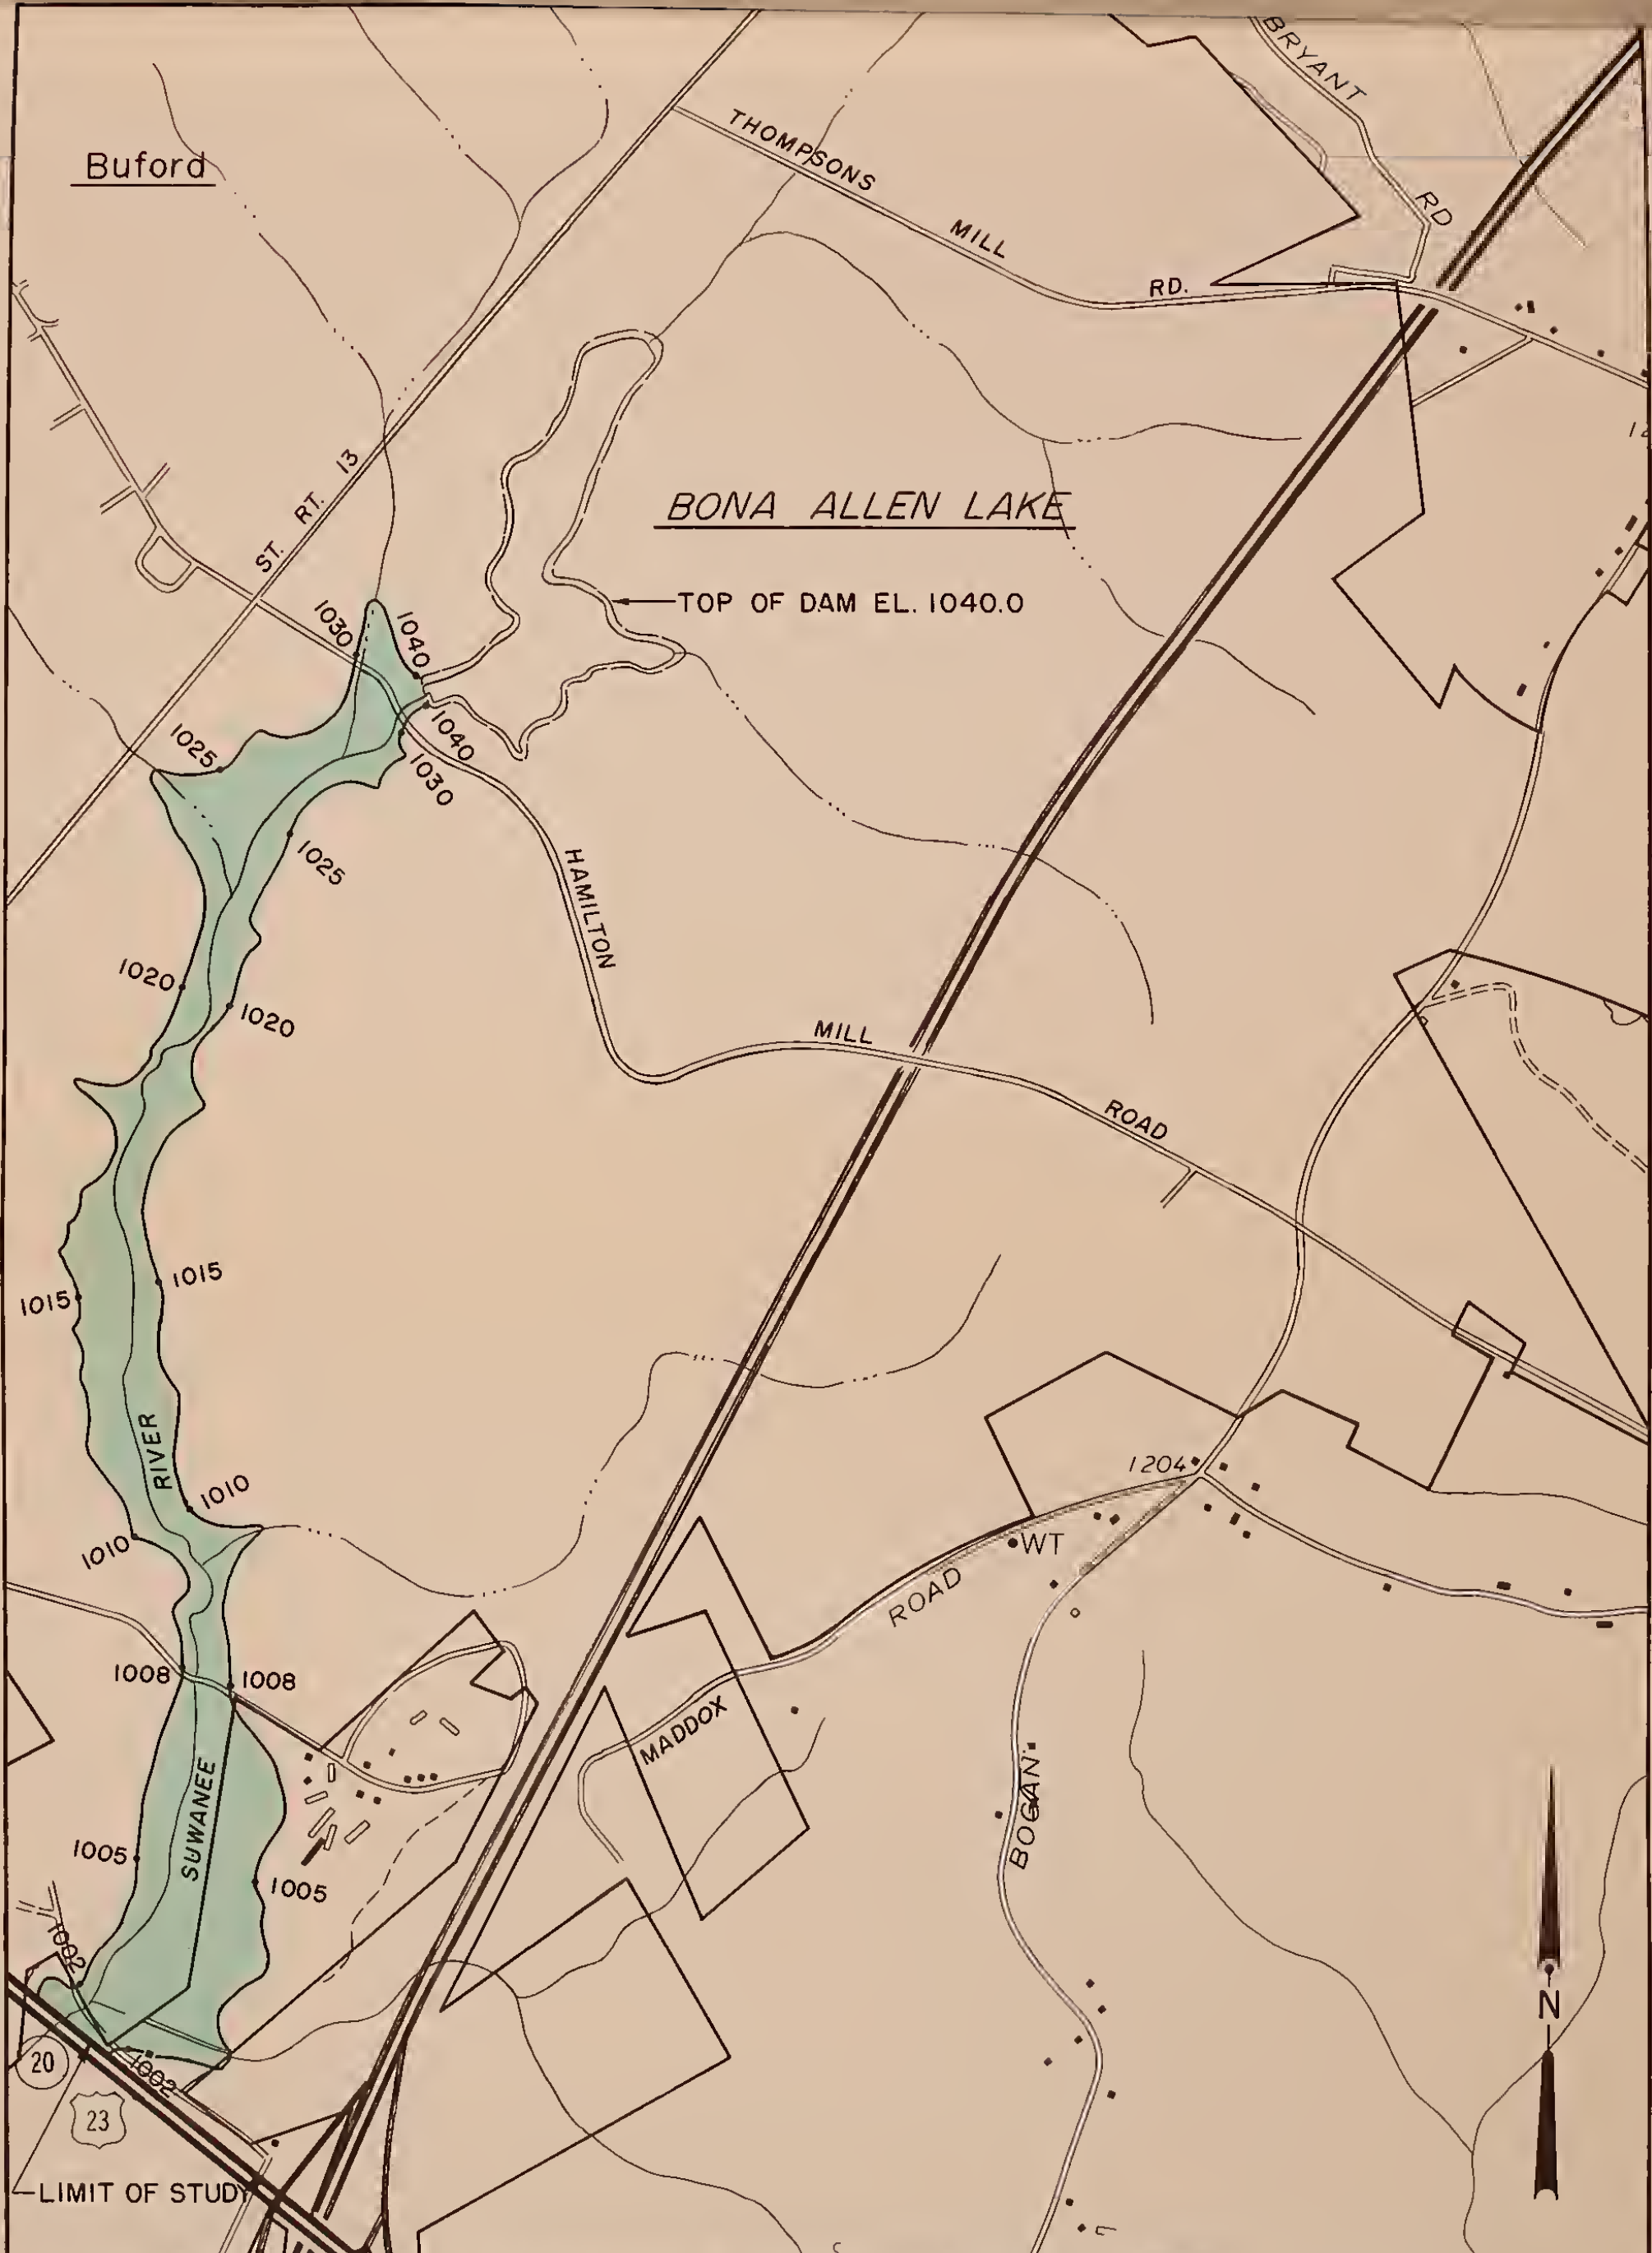 BRYANT
RD
THOMPSONS
MILL
RD.
Buford
ST. RT. 13
BONA ALLEN LAKE
TOP OF DAM EL. 1040.0
1030
1040
1040
1030
1025
1025
HAMILTON
MILL
ROAD
1020
1020
1015
1015
RIVER
1010
1010
1204
WT
ROAD
MADDOX
BOGAN
1008
1008
SUWANEE
1005
1005
1002
1002
20
23
LIMIT OF STUDY
N